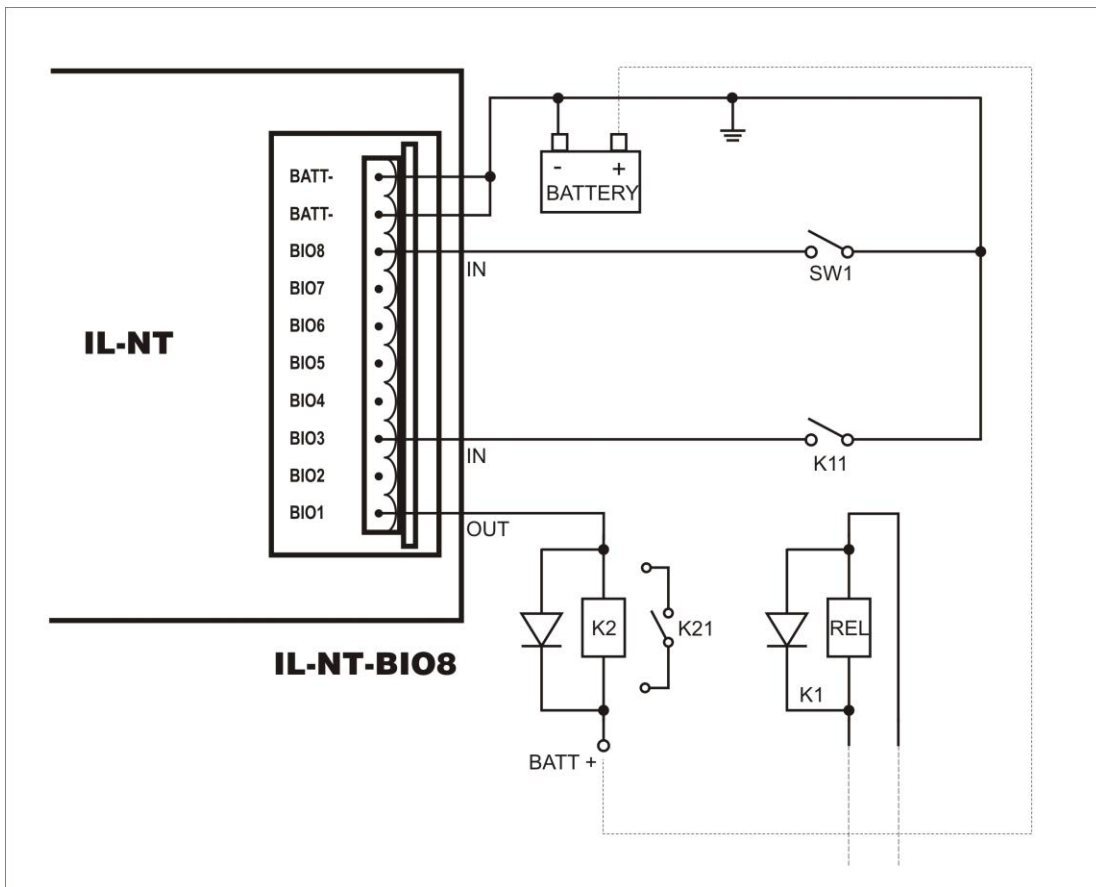 BATT-
BATT-
BIO8
BIO7
BIO6
BIO5
BIO4
BIO3
BIO2
BIO1
IL-NT
IN
IN
OUT
- +
BATTERY
SW1
K11
K2
K21
REL
K1
BATT +
IL-NT-BIO8